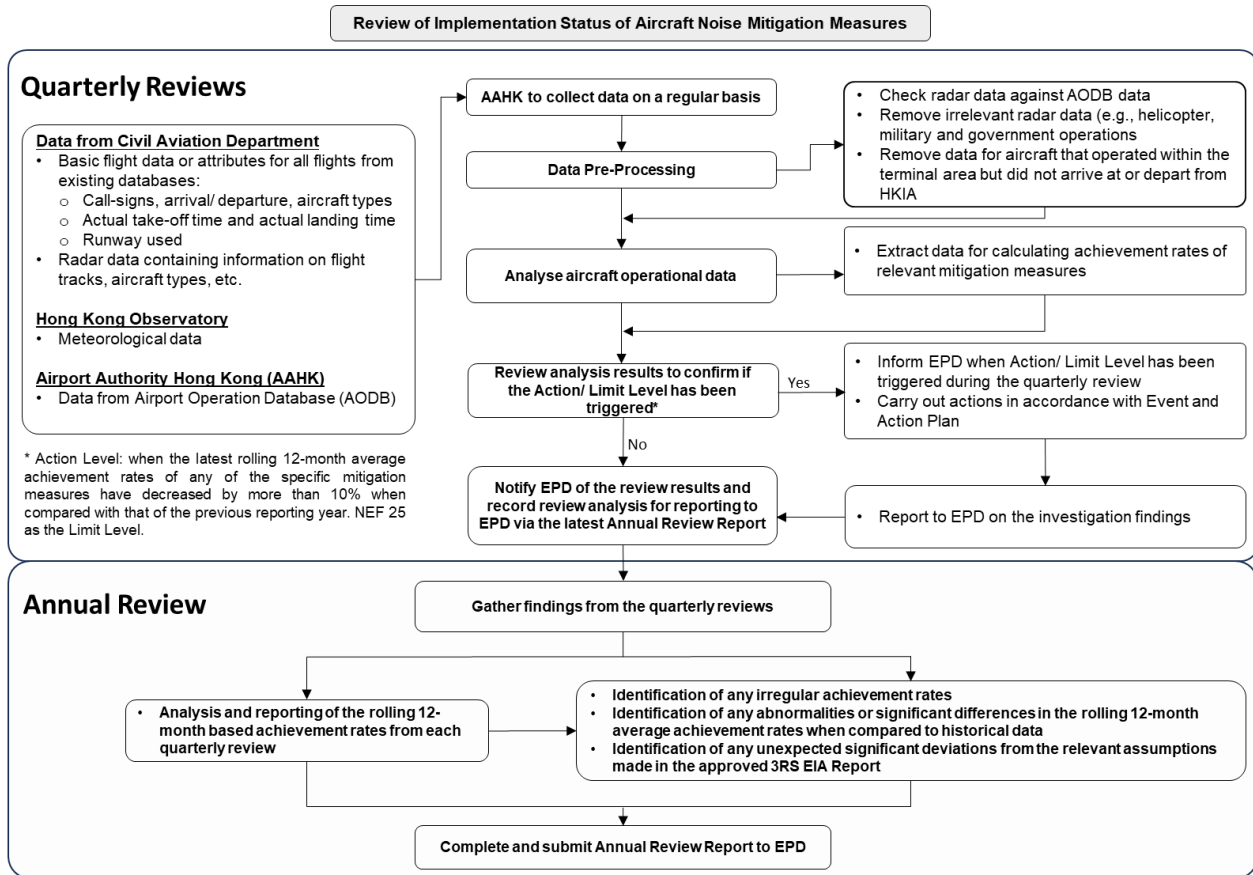 Review of Implementation Status of Aircraft Noise Mitigation Measures
Quarterly Reviews
Data from Civil Aviation Department
• Basic flight data or attributes for all flights from
existing databases:
o Call-signs, arrival/ departure, aircraft types
o Actual take-off time and actual landing time
o Runway used
• Radar data containing information on flight
tracks, aircraft types, etc.
Hong Kong Observatory
• Meteorological data
Airport Authority Hong Kong (AAHK)
• Data from Airport Operation Database (AODB)
* Action Level: when the latest rolling 12-month average
achievement rates of any of the specific mitigation
measures have decreased by more than 10% when
compared with that of the previous reporting year. NEF 25
as the Limit Level.
AAHK to collect data on a regular basis
Data Pre-Processing
• Check radar data against AODB data
• Remove irrelevant radar data (e.g., helicopter,
military and government operations
• Remove data for aircraft that operated within the
terminal area but did not arrive at or depart from
HKIA
Analyse aircraft operational data
• Extract data for calculating achievement rates of
relevant mitigation measures
Review analysis results to confirm if
the Action/ Limit Level has been
triggered*
Yes
• Inform EPD when Action/ Limit Level has been
triggered during the quarterly review
• Carry out actions in accordance with Event and
Action Plan
No
Notify EPD of the review results and
record review analysis for reporting to
EPD via the latest Annual Review Report
• Report to EPD on the investigation findings
Annual Review
Gather findings from the quarterly reviews
• Analysis and reporting of the rolling 12-
month based achievement rates from each
quarterly review
• Identification of any irregular achievement rates
• Identification of any abnormalities or significant differences in the rolling 12-month
average achievement rates when compared to historical data
• Identification of any unexpected significant deviations from the relevant assumptions
made in the approved 3RS EIA Report
Complete and submit Annual Review Report to EPD